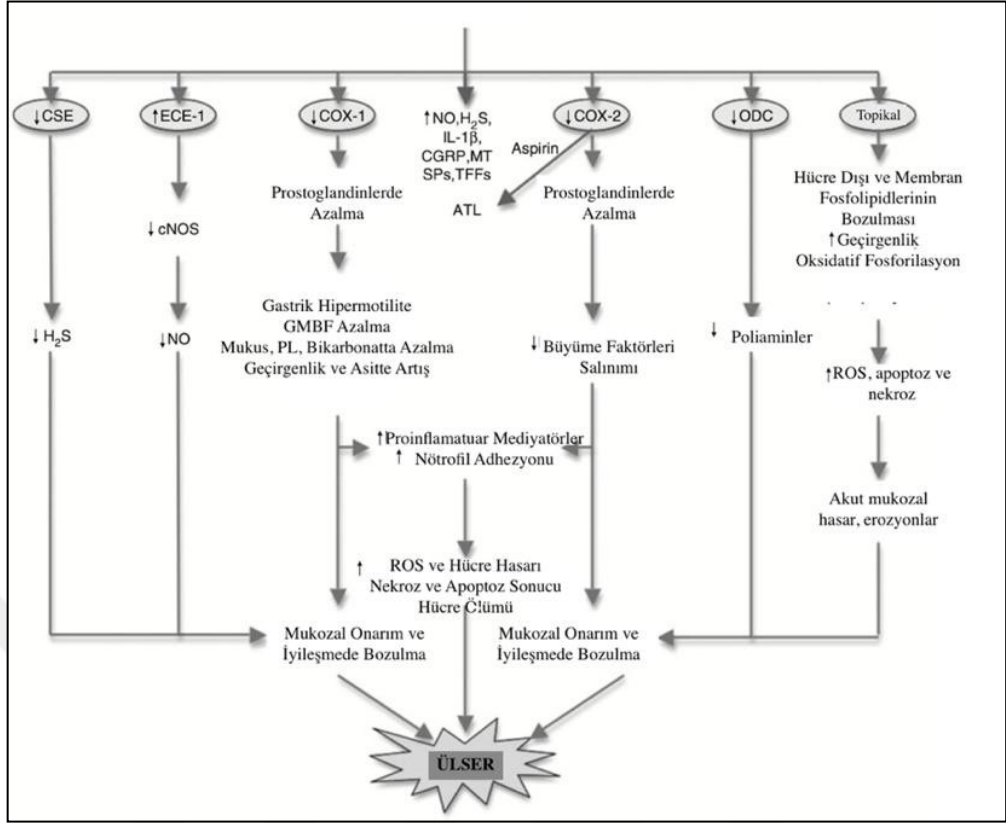 ↓CSE
↑ECE-1
↓cNOS
↓NO
↓H₂S
↓COX-1
Prostoglandinlerde
Azalma
Gastrik Hipermotilite
GMBF Azalma
Mukus, PL, Bikarbonatta Azalma
Geçirgenlik ve Asitte Artış
↑NO,H₂S,
IL-1β,
CGRP,MT
SPs,TFFs
Aspirin
ATL
↓COX-2
Prostoglandinlerde
Azalma
↓ Büyüme Faktörleri
Salınımı
↓ODC
↓ Poliaminler
Topikal
Hücre Dışı ve Membran
Fosfolipidlerinin
Bozulması
↑Geçirgenlik
Oksidatif Fosforilasyon
. . .
↑ROS, apoptoz ve
nekroz
Akut mukozal
hasar, erozyonlar
↑Proinflamatuar Mediyatörler
↑ Nötrofil Adhezyonu
↑ ROS ve Hücre Hasarı
Nekroz ve Apoptoz Sonucu
Hücre Ölümü
Mukozal Onarım ve
İyileşmede Bozulma
Mukozal Onarım ve
İyileşmede Bozulma
ÜLSER